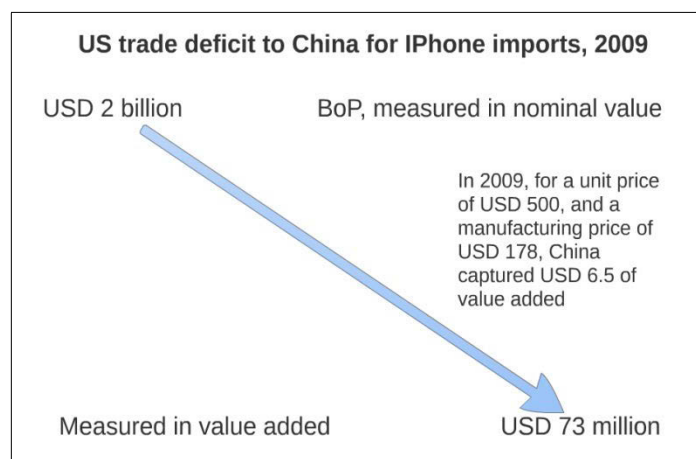 US trade deficit to China for IPhone imports, 2009
USD 2 billion
BoP, measured in nominal value
In 2009, for a unit price
of USD 500, and a
manufacturing price of
USD 178, China
captured USD 6.5 of
value added
Measured in value added
USD 73 million